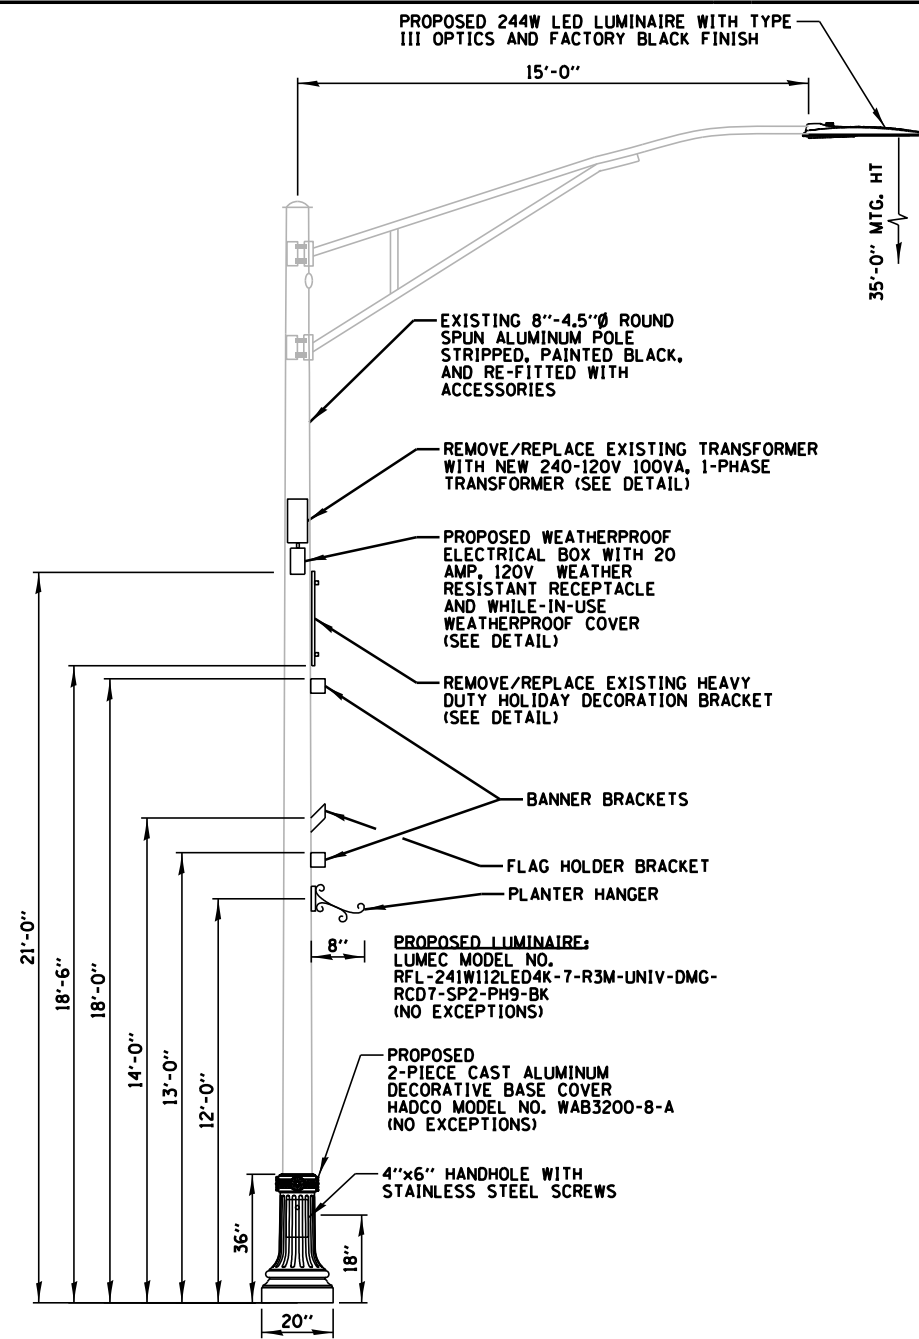 PROPOSED 244W LED LUMINAIRE WITH TYPE
III OPTICS AND FACTORY BLACK FINISH
15'-0"
35'-0" MTG. HT
EXISTING 8"-4.5"Ø ROUND
SPUN ALUMINUM POLE
STRIPPED, PAINTED BLACK,
AND RE-FITTED WITH
ACCESSORIES
REMOVE/REPLACE EXISTING TRANSFORMER
WITH NEW 240-120V 100VA, 1-PHASE
TRANSFORMER (SEE DETAIL)
PROPOSED WEATHERPROOF
ELECTRICAL BOX WITH 20
AMP, 120V WEATHER
RESISTANT RECEPTACLE
AND WHILE-IN-USE
WEATHERPROOF COVER
(SEE DETAIL)
REMOVE/REPLACE EXISTING HEAVY
DUTY HOLIDAY DECORATION BRACKET
(SEE DETAIL)
BANNER BRACKETS
FLAG HOLDER BRACKET
PLANTER HANGER
8"
21'-0"
18'-6"
18'-0"
14'-0"
13'-0"
12'-0"
PROPOSED LUMINAIRE:
LUMEC MODEL NO.
RFL-241W112LED4K-7-R3M-UNIV-DMG-
RCD7-SP2-PH9-BK
(NO EXCEPTIONS)
PROPOSED
2-PIECE CAST ALUMINUM
DECORATIVE BASE COVER
HADCO MODEL NO. WAB3200-8-A
(NO EXCEPTIONS)
4"x6" HANDHOLE WITH
STAINLESS STEEL SCREWS
36"
18"
20"